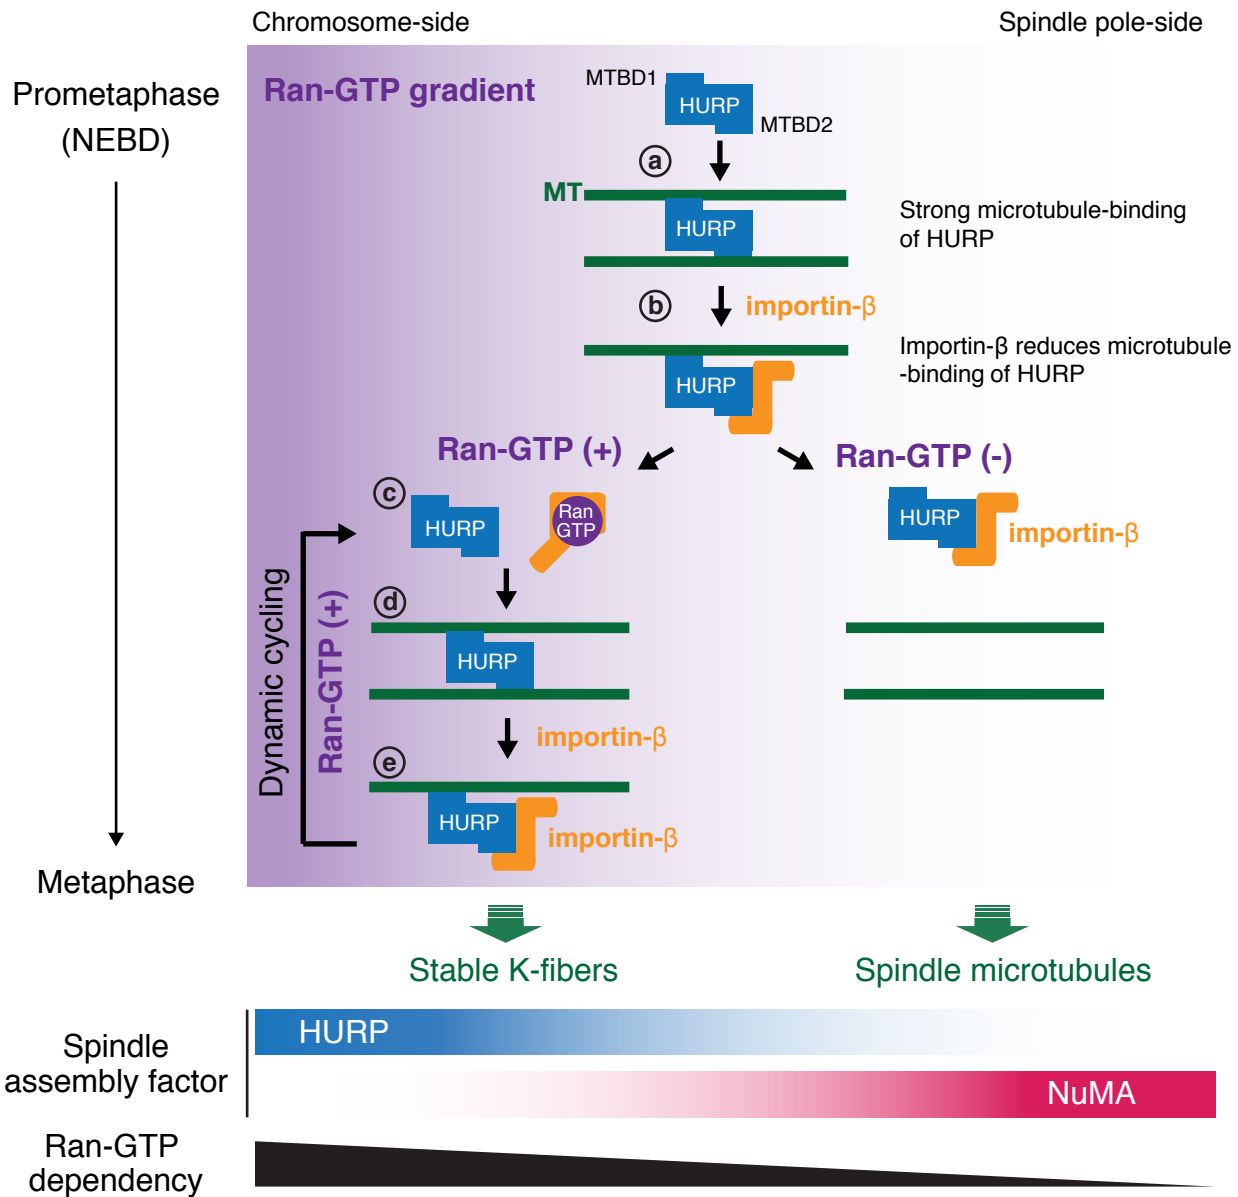 Chromosome-side
Spindle pole-side
Prometaphase
(NEBD)
Ran-GTP gradient
MTBD1
HURP
MTBD2
a
MT
HURP
Strong microtubule-binding
of HURP
b
importin-β
HURP
Importin-β reduces microtubule
-binding of HURP
Ran-GTP (+)
Ran-GTP (-)
c
HURP
Ran
GTP
HURP
importin-β
Dynamic cycling
Ran-GTP (+)
d
HURP
importin-β
e
HURP
importin-β
Metaphase
Stable K-fibers
Spindle microtubules
Spindle
assembly factor
HURP
NuMA
Ran-GTP
dependency